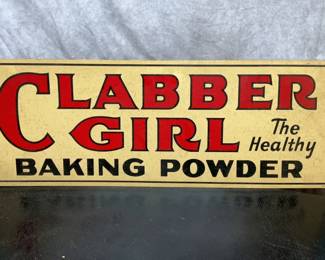 CLABBER
GIRL The Healthy
BAKING POWDER